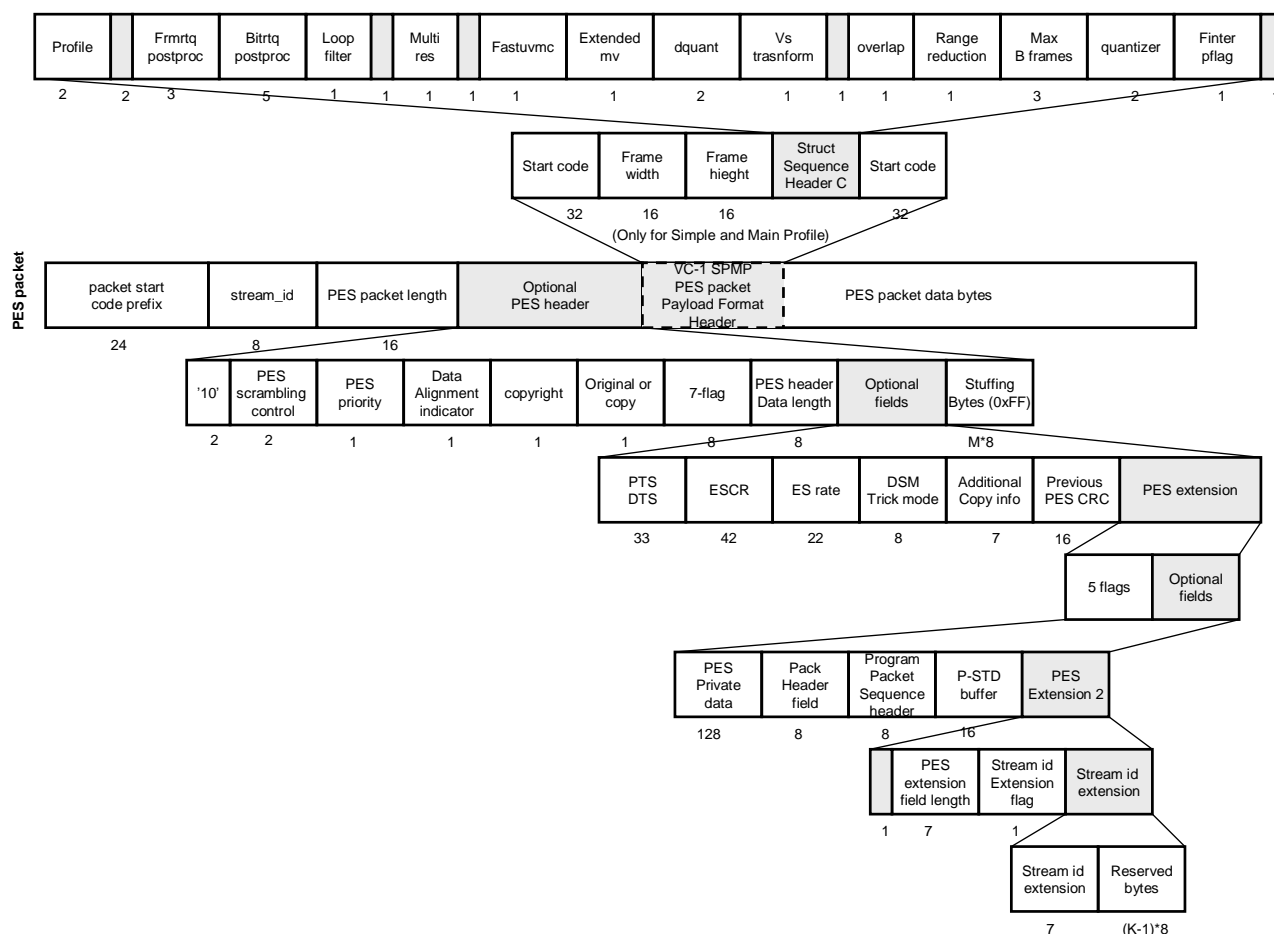 Profile
Frmrtq
postproc
Bitrtq
postproc
Loop
filter
Multi
res
Fastuvmc
Extended
mv
dquant
Vs
trasnform
overlap
Range
reduction
Max
B frames
quantizer
Finter
pflag
2 2 3 5 1 1 1 1 1 1 2 1 1 1 1 3 2 1
Start code
Frame
width
Frame
hieght
Struct
Sequence
Header C
Start code
32 16 16 32
(Only for Simple and Main Profile)
PES packet
packet start
code prefix
stream_id
PES packet length
Optional
PES header
VC-1 SPMP
PES packet
Payload Format
Header
PES packet data bytes
24 8 16
'10'
PES
scrambling
control
PES
priority
Data
Alignment
indicator
copyright
Original or
copy
7-flag
PES header
Data length
Optional
fields
Stuffing
Bytes (0xFF)
2 2 1 1 1 1 8 8 M*8
PTS
DTS
ESCR
ES rate
DSM
Trick mode
Additional
Copy info
Previous
PES CRC
PES extension
33 42 22 8 7 16
5 flags
Optional
fields
PES
Private
data
Pack
Header
field
Program
Packet
Sequence
header
P-STD
buffer
PES
Extension 2
128 8 8 16
PES
extension
field length
Stream id
Extension
flag
Stream id
extension
1 7 1
Stream id
extension
Reserved
bytes
7 (K-1)*8